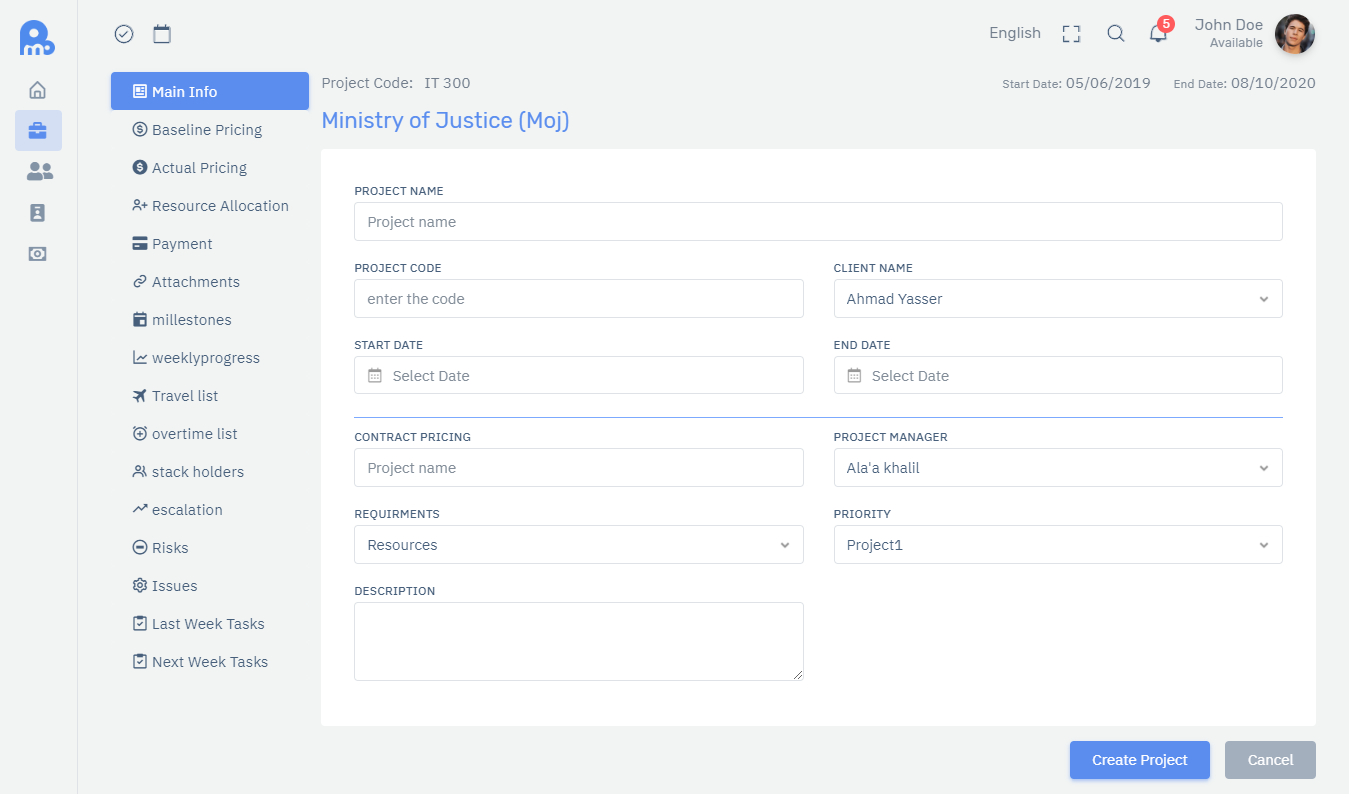 English
5
John Doe
Available
Main Info
Baseline Pricing
Actual Pricing
Resource Allocation
Payment
Attachments
millestones
weeklyprogress
Travel list
overtime list
stack holders
escalation
Risks
Issues
Last Week Tasks
Next Week Tasks
Project Code: IT 300
Start Date: 05/06/2019 End Date: 08/10/2020
Ministry of Justice (Moj)
PROJECT NAME
Project name
PROJECT CODE
enter the code
CLIENT NAME
Ahmad Yasser
START DATE
Select Date
END DATE
Select Date
CONTRACT PRICING
Project name
PROJECT MANAGER
Ala'a khalil
REQUIRMENTS
Resources
PRIORITY
Project1
DESCRIPTION
Create Project
Cancel